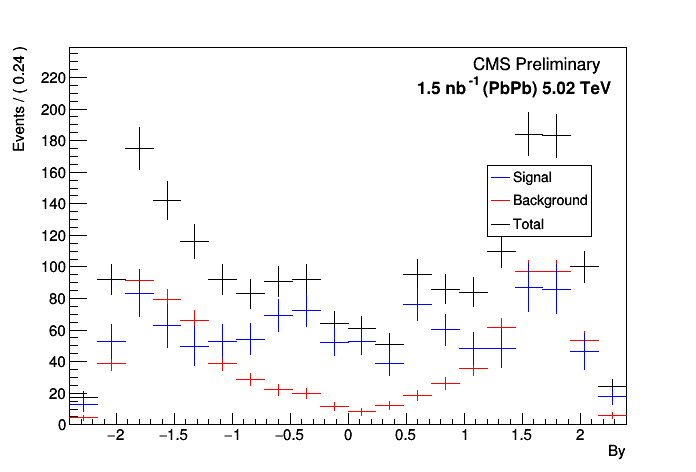 CMS Preliminary
1.5 nb-1 (PbPb) 5.02 TeV
Events / ( 0.24 )
220
200
180
160
140
120
100
80
60
40
20
0
Signal
Background
Total
−2 −1.5 −1 −0.5 0 0.5 1 1.5 2
By